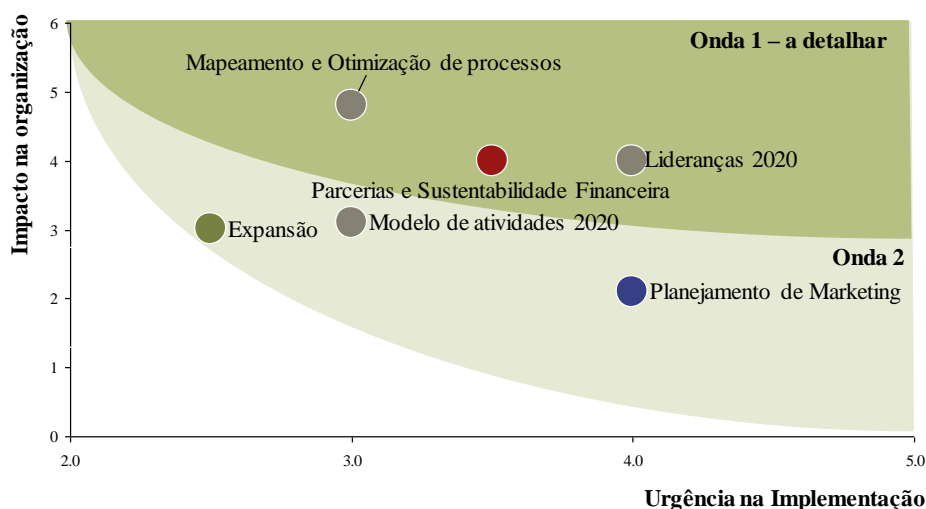 Impacto na organização
6
5
4
3
2
1
0
Onda 1 – a detalhar
Mapeamento e Otimização de processos
Lideranças 2020
Parcerias e Sustentabilidade Financeira
Expansão
Modelo de atividades 2020
Onda 2
Planejamento de Marketing
2.0
3.0
4.0
5.0
Urgência na Implementação